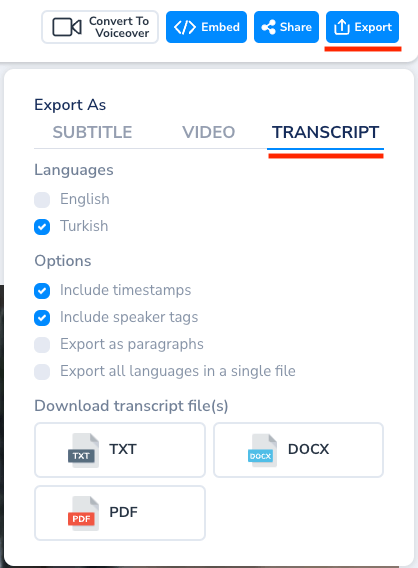 Convert To
Voiceover
Embed
Share
Export
Export As
SUBTITLE VIDEO TRANSCRIPT
Languages
English
Turkish
Options
Include timestamps
Include speaker tags
Export as paragraphs
Export all languages in a single file
Download transcript file(s)
TXT TXT
DOCX DOCX
PDF PDF